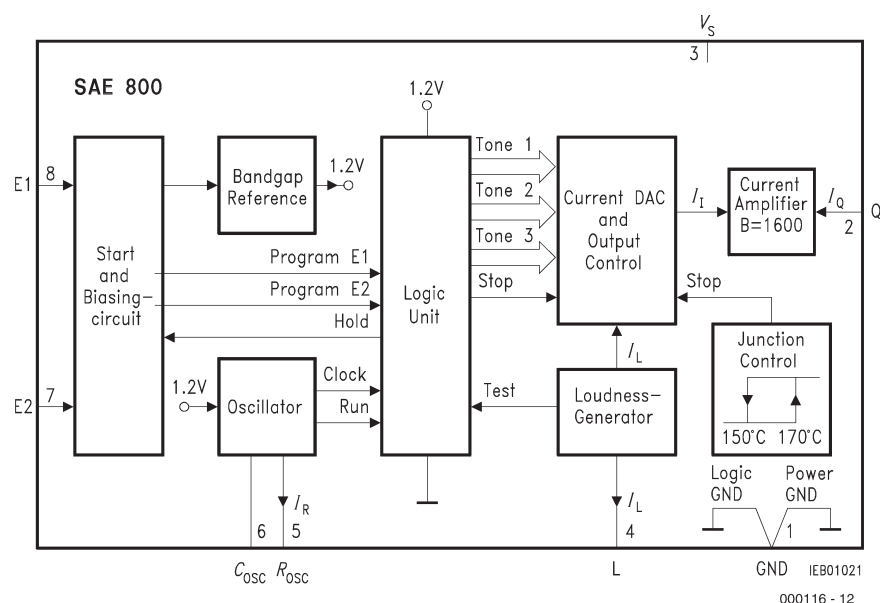 V_S
3
SAE 800
1.2V
E1
8
Bandgap
Reference
1.2V
Tone 1
Tone 2
Tone 3
Stop
Current DAC
and
Output
Control
I_I
Current
Amplifier
B=1600
I_Q
2
Q
Start
and
Biasing-
circuit
Program E1
Program E2
Hold
Logic
Unit
Stop
Junction
Control
150°C 170°C
I_L
E2
7
1.2V
Oscillator
Clock
Run
Test
Loudness-
Generator
I_R
6
5
I_L
4
Logic
GND
Power
GND
1
C_OSC R_OSC
L
GND
IEB01021
000116 - 12